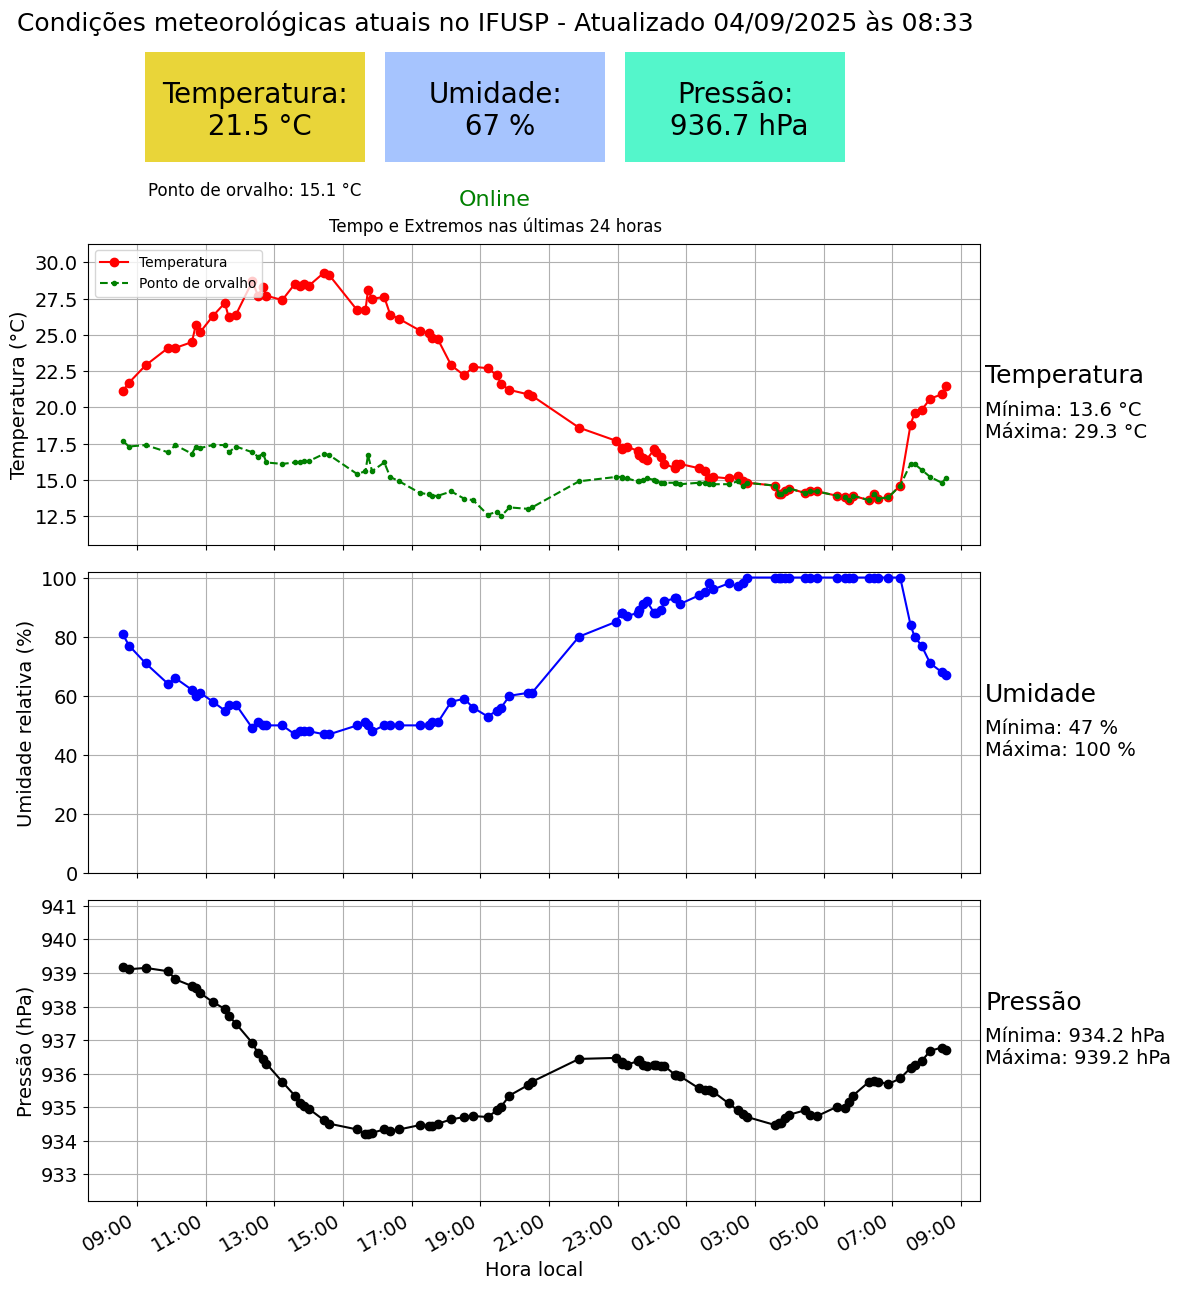 Condições meteorológicas atuais no IFUSP - Atualizado 04/09/2025 às 08:33
Temperatura:
21.5 °C
Umidade:
67 %
Pressão:
936.7 hPa
Ponto de orvalho: 15.1 °C
Online
Tempo e Extremos nas últimas 24 horas
Temperatura
Ponto de orvalho
Temperatura (°C)
30.0
27.5
25.0
22.5
20.0
17.5
15.0
12.5
Temperatura
Mínima: 13.6 °C
Máxima: 29.3 °C
Umidade relativa (%)
100
80
60
40
20
0
Umidade
Mínima: 47 %
Máxima: 100 %
Pressão (hPa)
941
940
939
938
937
936
935
934
933
Pressão
Mínima: 934.2 hPa
Máxima: 939.2 hPa
09:00
11:00
13:00
15:00
17:00
19:00
21:00
23:00
01:00
03:00
05:00
07:00
09:00
Hora local